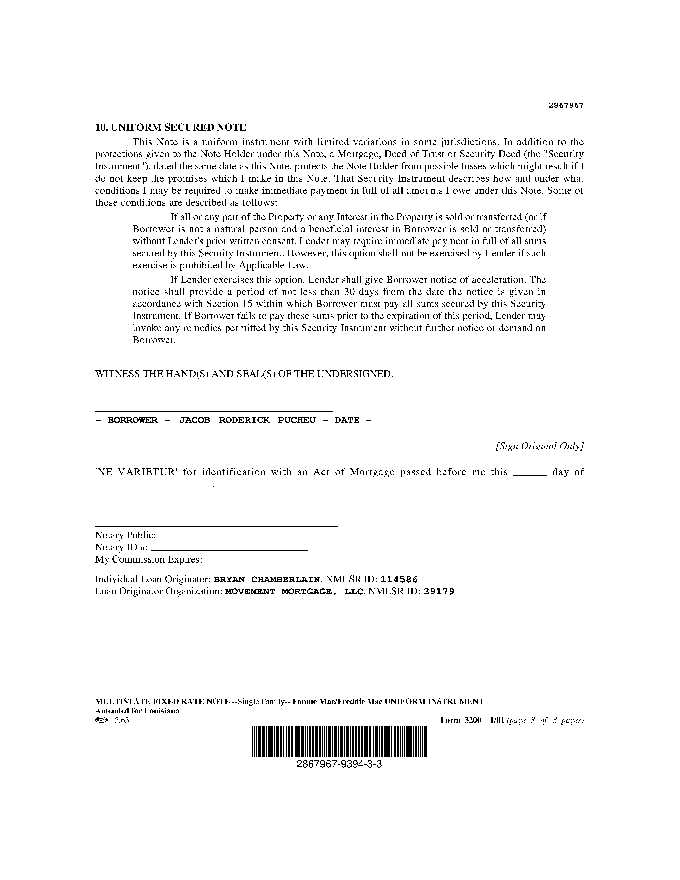 2867967
10. UNIFORM SECURED NOTE
This Note is a uniform instrument with limited variations in some jurisdictions. In addition to the
protections given to the Note Holder under this Note, a Mortgage, Deed of Trust or Security Deed (the "Security
Instrument"), dated the same date as this Note, protects the Note Holder from possible losses which might result if I
do not keep the promises which I make in this Note. That Security Instrument describes how and under what
conditions I may be required to make immediate payment in full of all amounts I owe under this Note. Some of
those conditions are described as follows:
If all or any part of the Property or any Interest in the Property is sold or transferred (or if
Borrower is not a natural person and a beneficial interest in Borrower is sold or transferred)
without Lender's prior written consent, Lender may require immediate payment in full of all sums
secured by this Security Instrument. However, this option shall not be exercised by Lender if such
exercise is prohibited by Applicable Law.
If Lender exercises this option, Lender shall give Borrower notice of acceleration. The
notice shall provide a period of not less than 30 days from the date the notice is given in
accordance with Section 15 within which Borrower must pay all sums secured by this Security
Instrument. If Borrower fails to pay these sums prior to the expiration of this period, Lender may
invoke any remedies permitted by this Security Instrument without further notice or demand on
Borrower.
WITNESS THE HAND(S) AND SEAL(S) OF THE UNDERSIGNED.
- BORROWER - JACOB RODERICK PUCHEU - DATE -
[Sign Original Only]
'NE VARIETUR' for identification with an Act of Mortgage passed before me this ______ day of
.
Notary Public:
Notary ID #:
My Commission Expires:
Individual Loan Originator: BRYAN CHAMBERLAIN, NMLSR ID: 114586
Loan Originator Organization: MOVEMENT MORTGAGE, LLC, NMLSR ID: 39179
MULTISTATE FIXED RATE NOTE--Single Family--Fannie Mae/Freddie Mac UNIFORM INSTRUMENT
Amended for Louisiana
Form 3200 1/01 (page 3 of 3 pages)
2867967-9394-3-3